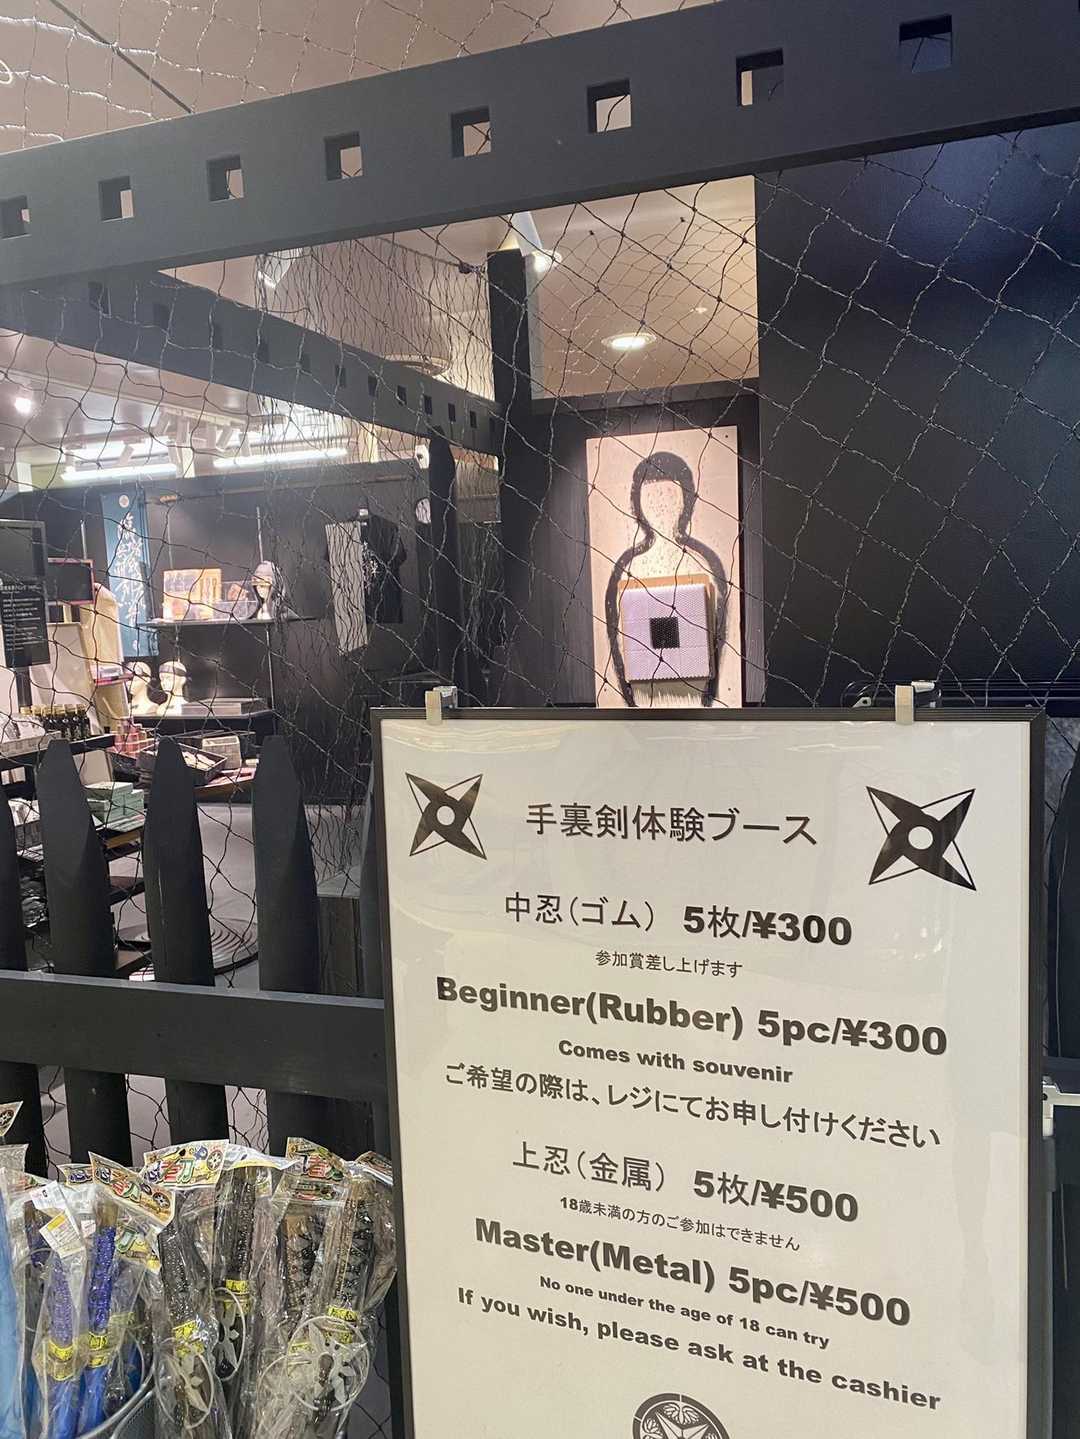 手裏剣体験ブース
中忍(ゴム) 5枚/¥300
参加賞差し上げます
Beginner(Rubber) 5pc/¥300
Comes with souvenir
ご希望の際は、レジにてお申し付けください
上忍(金属) 5枚/¥500
18歳未満の方のご参加はできません
Master(Metal) 5pc/¥500
No one under the age of 18 can try
If you wish, please ask at the cashier